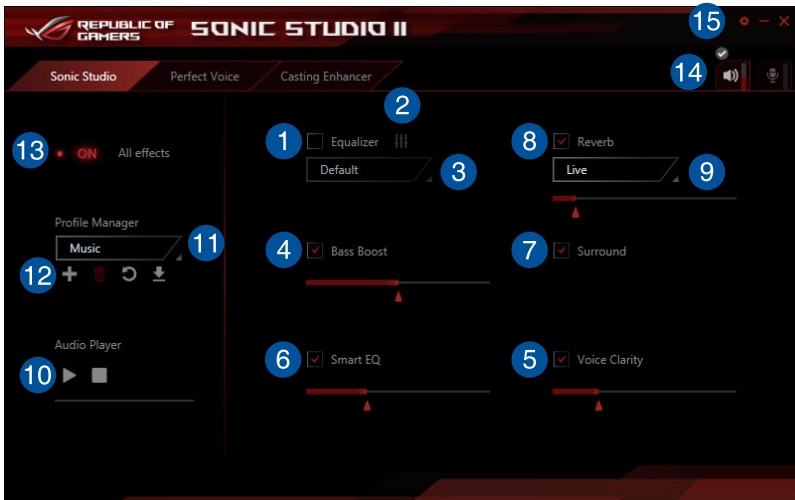 REPUBLIC OF
GAMERS
SONIC STUDIO II
15
Sonic Studio
Perfect Voice
Casting Enhancer
14
2
13
ON
All effects
1
Equalizer
8
Reverb
Default
3
Live
9
Profile Manager
Music
11
4
Bass Boost
7
Surround
12
Audio Player
10
6
Smart EQ
5
Voice Clarity